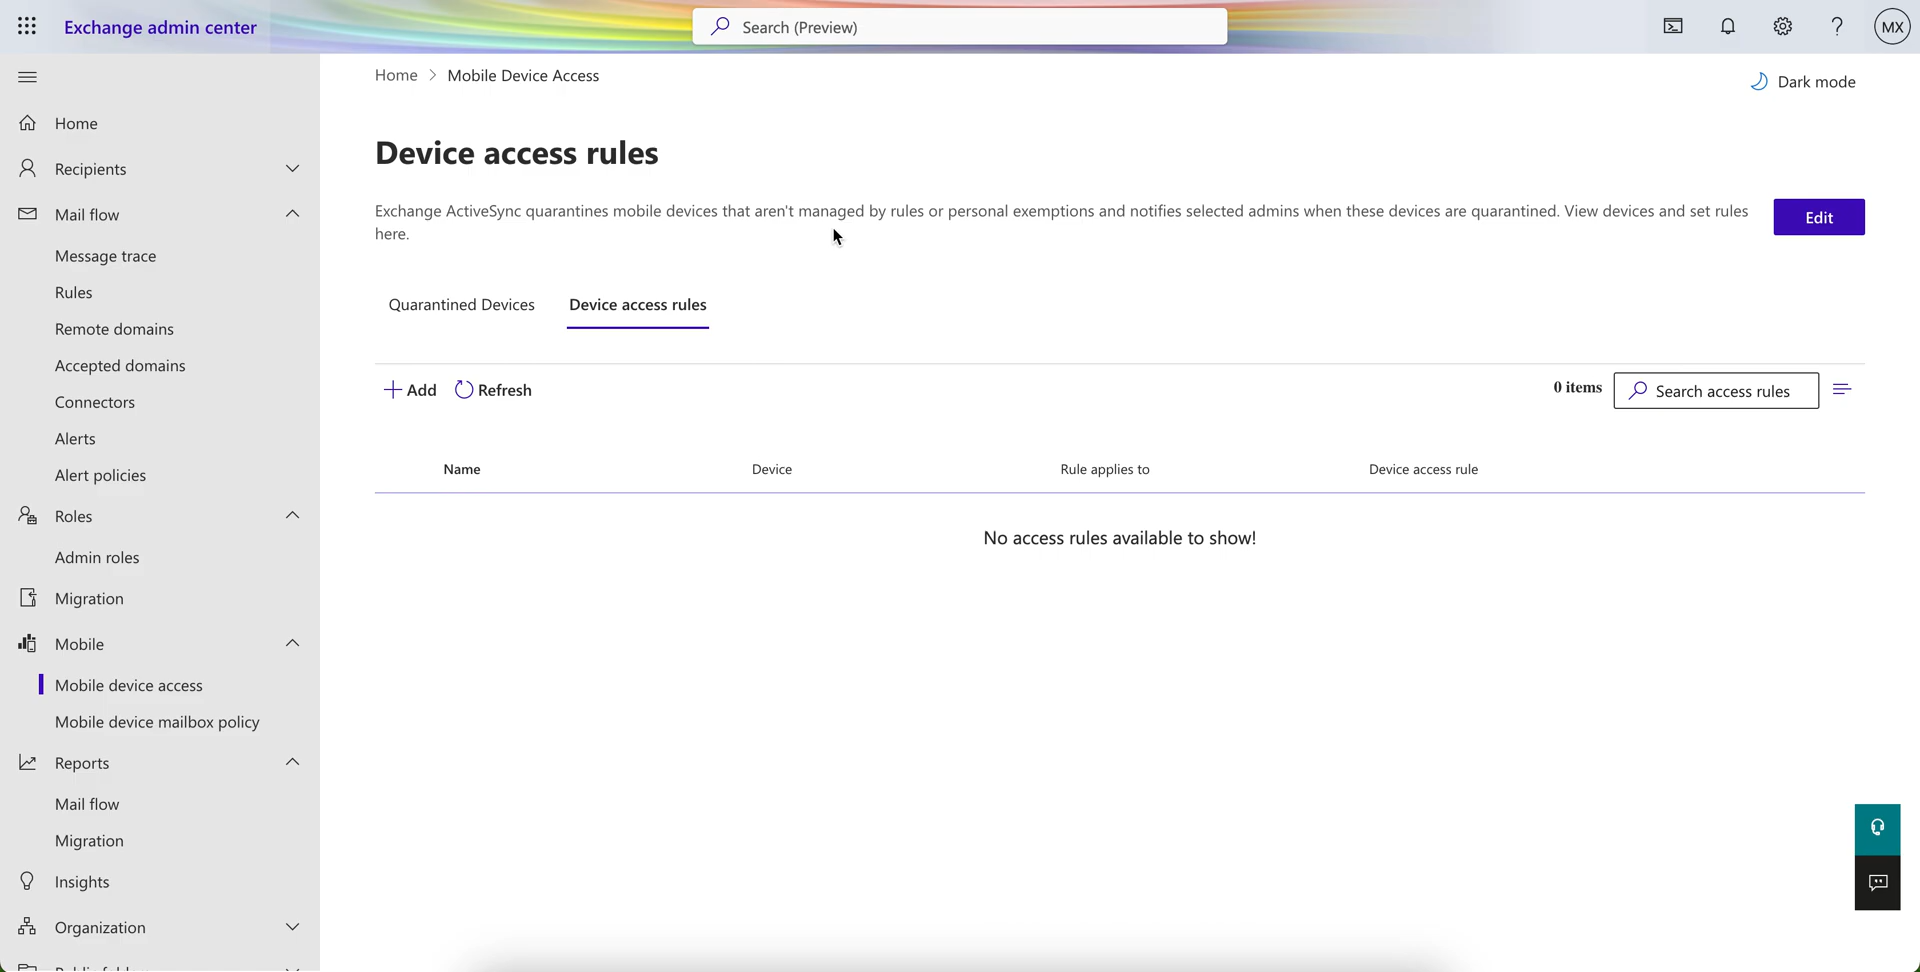 Exchange admin center
Search (Preview)
MX
Home
Recipients
Mail flow
Message trace
Rules
Remote domains
Accepted domains
Connectors
Alerts
Alert policies
Roles
Admin roles
Migration
Mobile
Mobile device access
Mobile device mailbox policy
Reports
Mail flow
Migration
Insights
Organization
Home > Mobile Device Access
Dark mode
Device access rules
Exchange ActiveSync quarantines mobile devices that aren't managed by rules or personal exemptions and notifies selected admins when these devices are quarantined. View devices and set rules
here.
Edit
Quarantined Devices
Device access rules
Add
Refresh
0 items
Search access rules
Name
Device
Rule applies to
Device access rule
No access rules available to show!